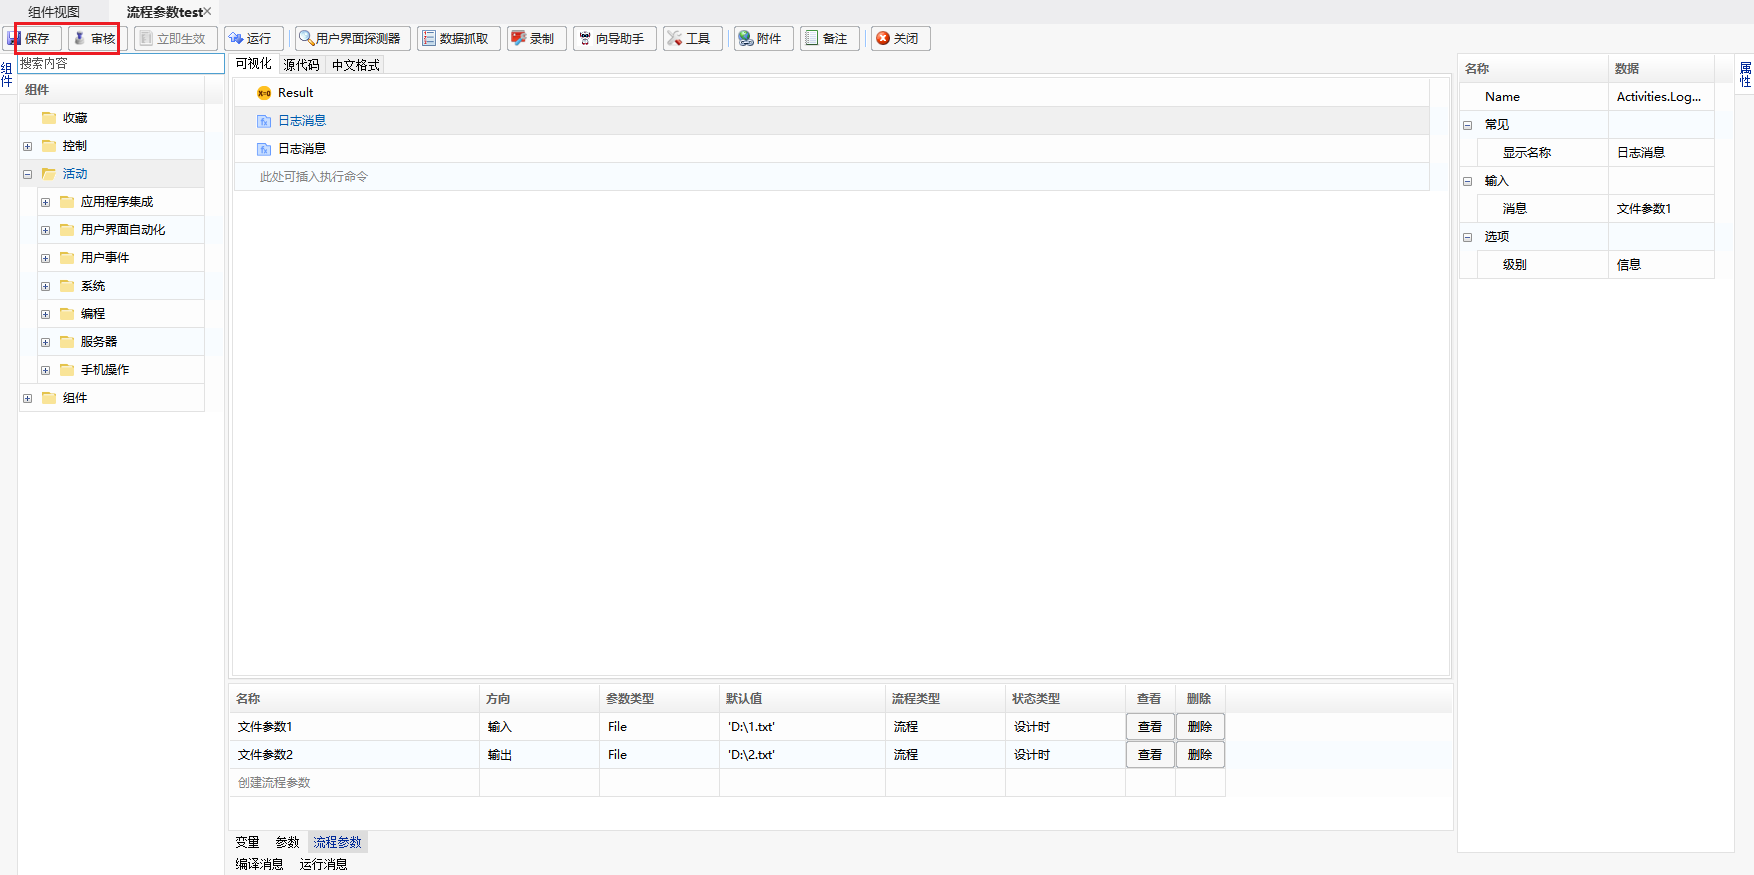 组件视图 流程参数test×
保存 审核 立即生效 运行 用户界面探测器 数据抓取 录制 向导助手 工具 附件 备注 关闭
组件
搜索内容
组件
收藏
控制
活动
应用程序集成
用户界面自动化
用户事件
系统
编程
服务器
手机操作
组件
可视化 源代码 中文格式
X=0 Result
fx 日志消息
fx 日志消息
此处可插入执行命令
名称 数据
Name Activities.Log...
常见
显示名称 日志消息
输入
消息 文件参数1
选项
级别 信息
属性
名称 方向 参数类型 默认值 流程类型 状态类型 查看 删除
文件参数1 输入 File 'D:\1.txt' 流程 设计时 查看 删除
文件参数2 输出 File 'D:\2.txt' 流程 设计时 查看 删除
创建流程参数
变量 参数 流程参数
编译消息 运行消息